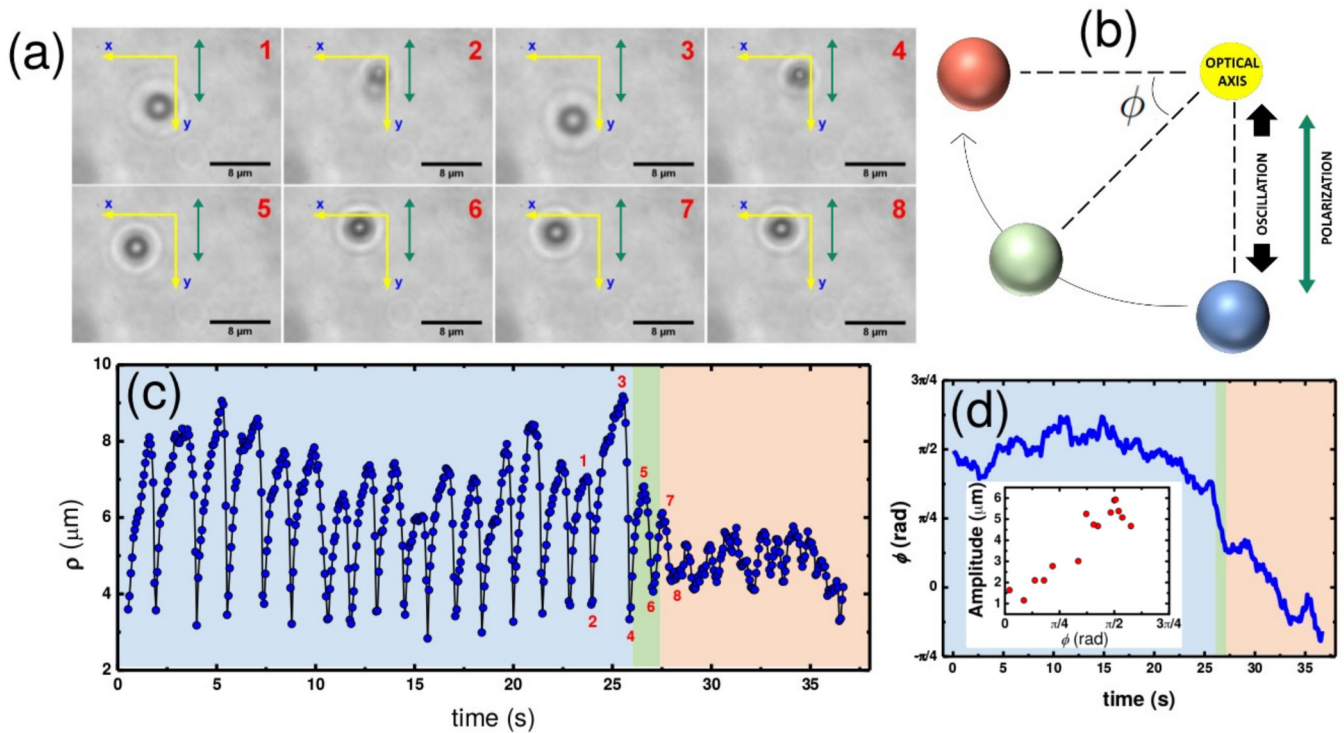 (a)
x
y
1
8 µm
x
y
2
8 µm
x
y
3
8 µm
x
y
4
8 µm
x
y
5
8 µm
x
y
6
8 µm
x
y
7
8 µm
x
y
8
8 µm
(b)
OPTICAL
AXIS
ϕ
OSCILLATION
POLARIZATION
(c)
10
8
6
4
2
ρ (µm)
0
5
10
15
20
25
30
35
time (s)
1
2
3
4
5
6
7
8
(d)
3π/4
π/2
π/4
0
-π/4
ϕ (rad)
0
5
10
15
20
25
30
35
time (s)
Amplitude (µm)
6
5
4
3
2
1
0
π/4
π/2
3π/4
ϕ (rad)